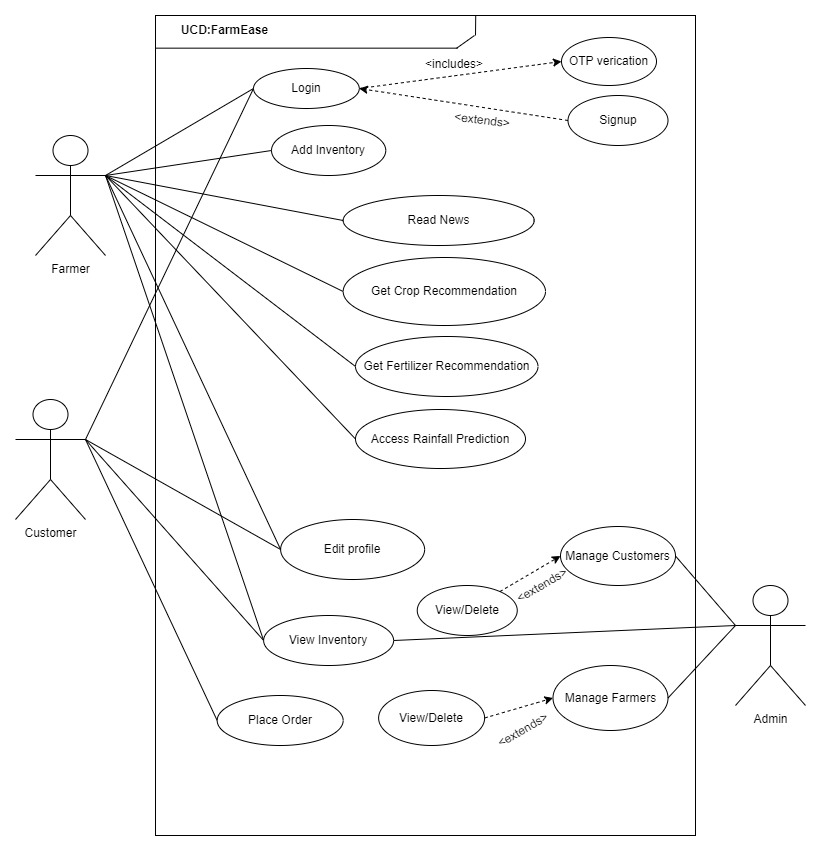 UCD:FarmEase
<includes>
OTP verication
Login
<extends>
Signup
Add Inventory
Read News
Farmer
Get Crop Recommendation
Get Fertilizer Recommendation
Access Rainfall Prediction
Customer
Edit profile
Manage Customers
<extends>
View/Delete
View Inventory
Manage Farmers
Place Order
View/Delete
<extends>
Admin